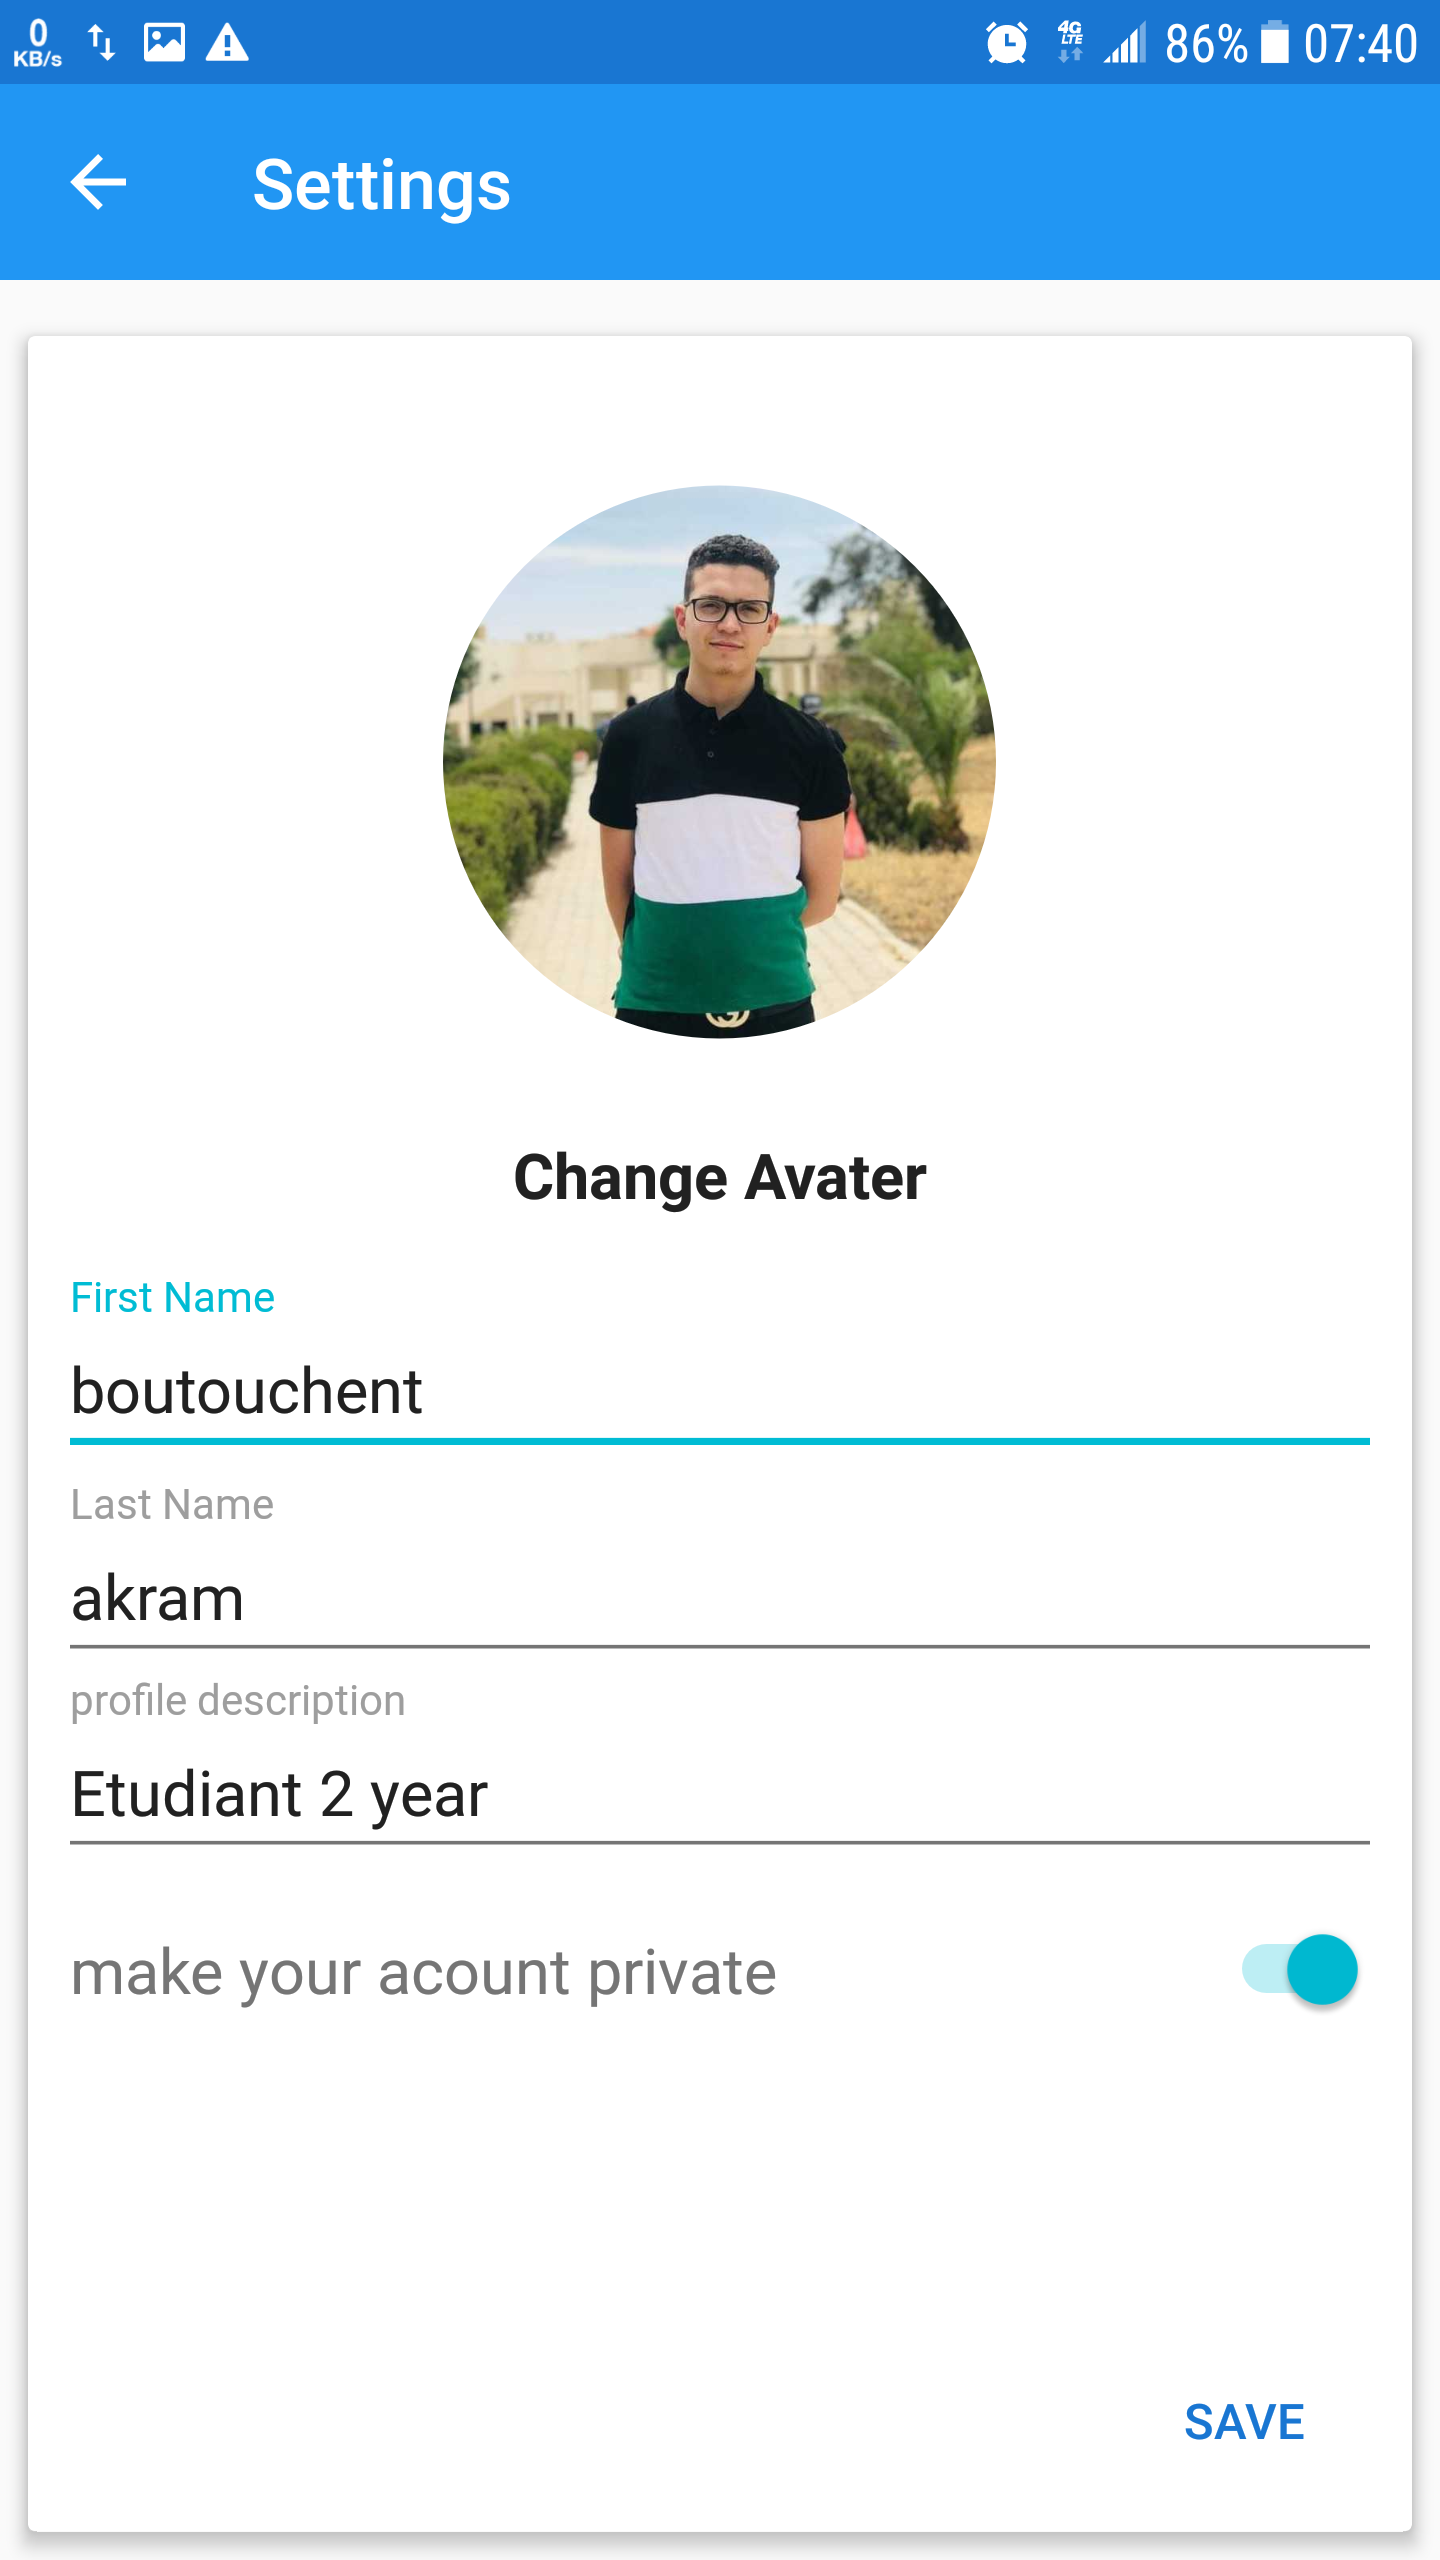 0 KB/s 4G LTE 86% 07:40
Settings
Change Avater
First Name
boutouchent
Last Name
akram
profile description
Etudiant 2 year
make your acount private
SAVE